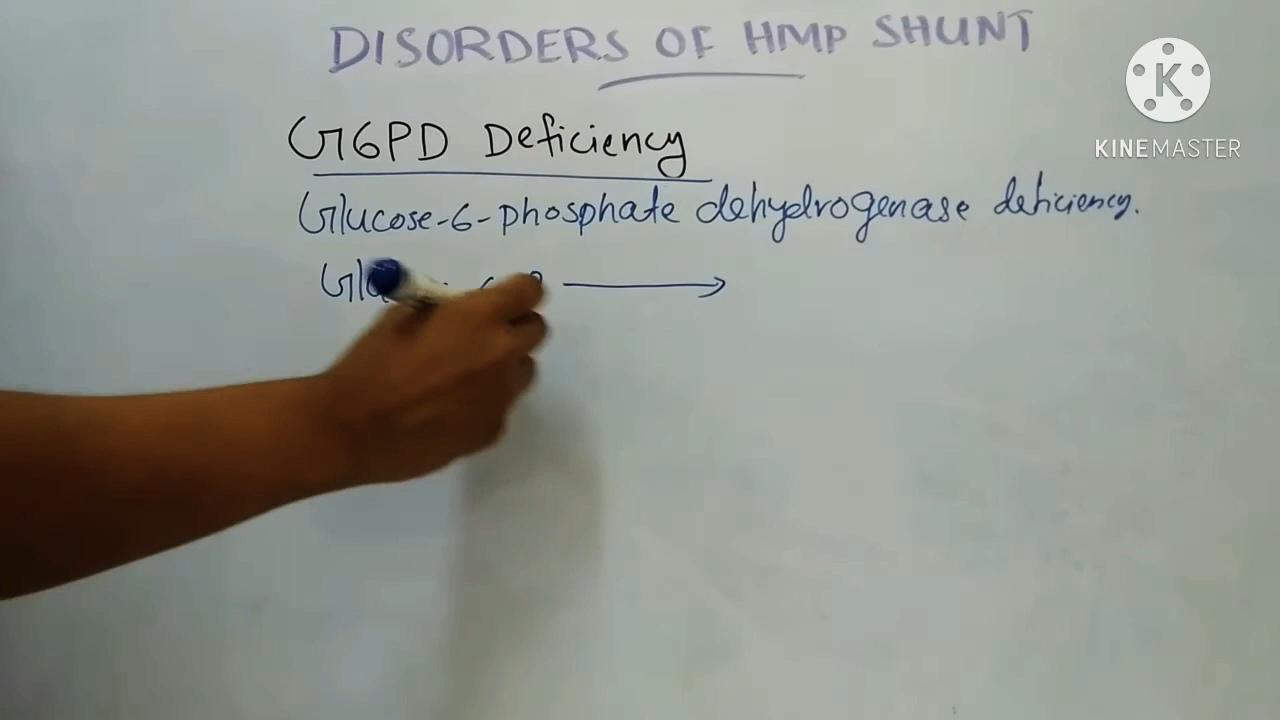 DISORDERS OF HMP SHUNT
K
KINEMASTER
G6PD Deficiency
Glucose-6-phosphate dehydrogenase deficiency.